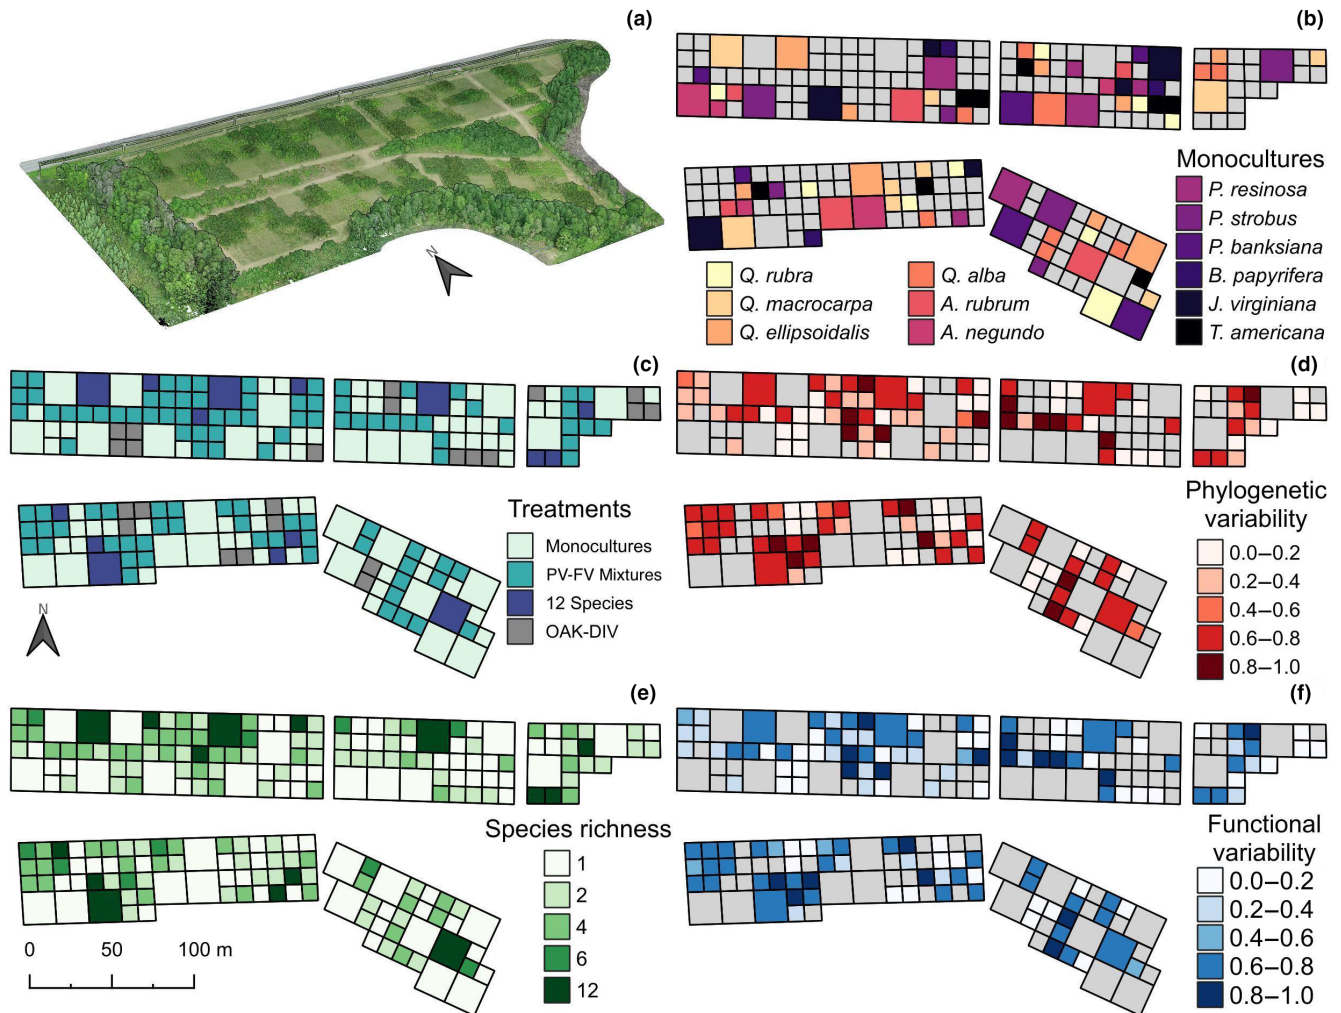 (a)
N
(b)
Monocultures
P. resinosa
P. strobus
P. banksiana
B. papyrifera
J. virginiana
T. americana
Q. rubra
Q. macrocarpa
Q. ellipsoidalis
Q. alba
A. rubrum
A. negundo
(c)
Treatments
Monocultures
PV-FV Mixtures
12 Species
OAK-DIV
N
(d)
Phylogenetic
variability
0.0–0.2
0.2–0.4
0.4–0.6
0.6–0.8
0.8–1.0
(e)
Species richness
1
2
4
6
12
0 50 100 m
(f)
Functional
variability
0.0–0.2
0.2–0.4
0.4–0.6
0.6–0.8
0.8–1.0